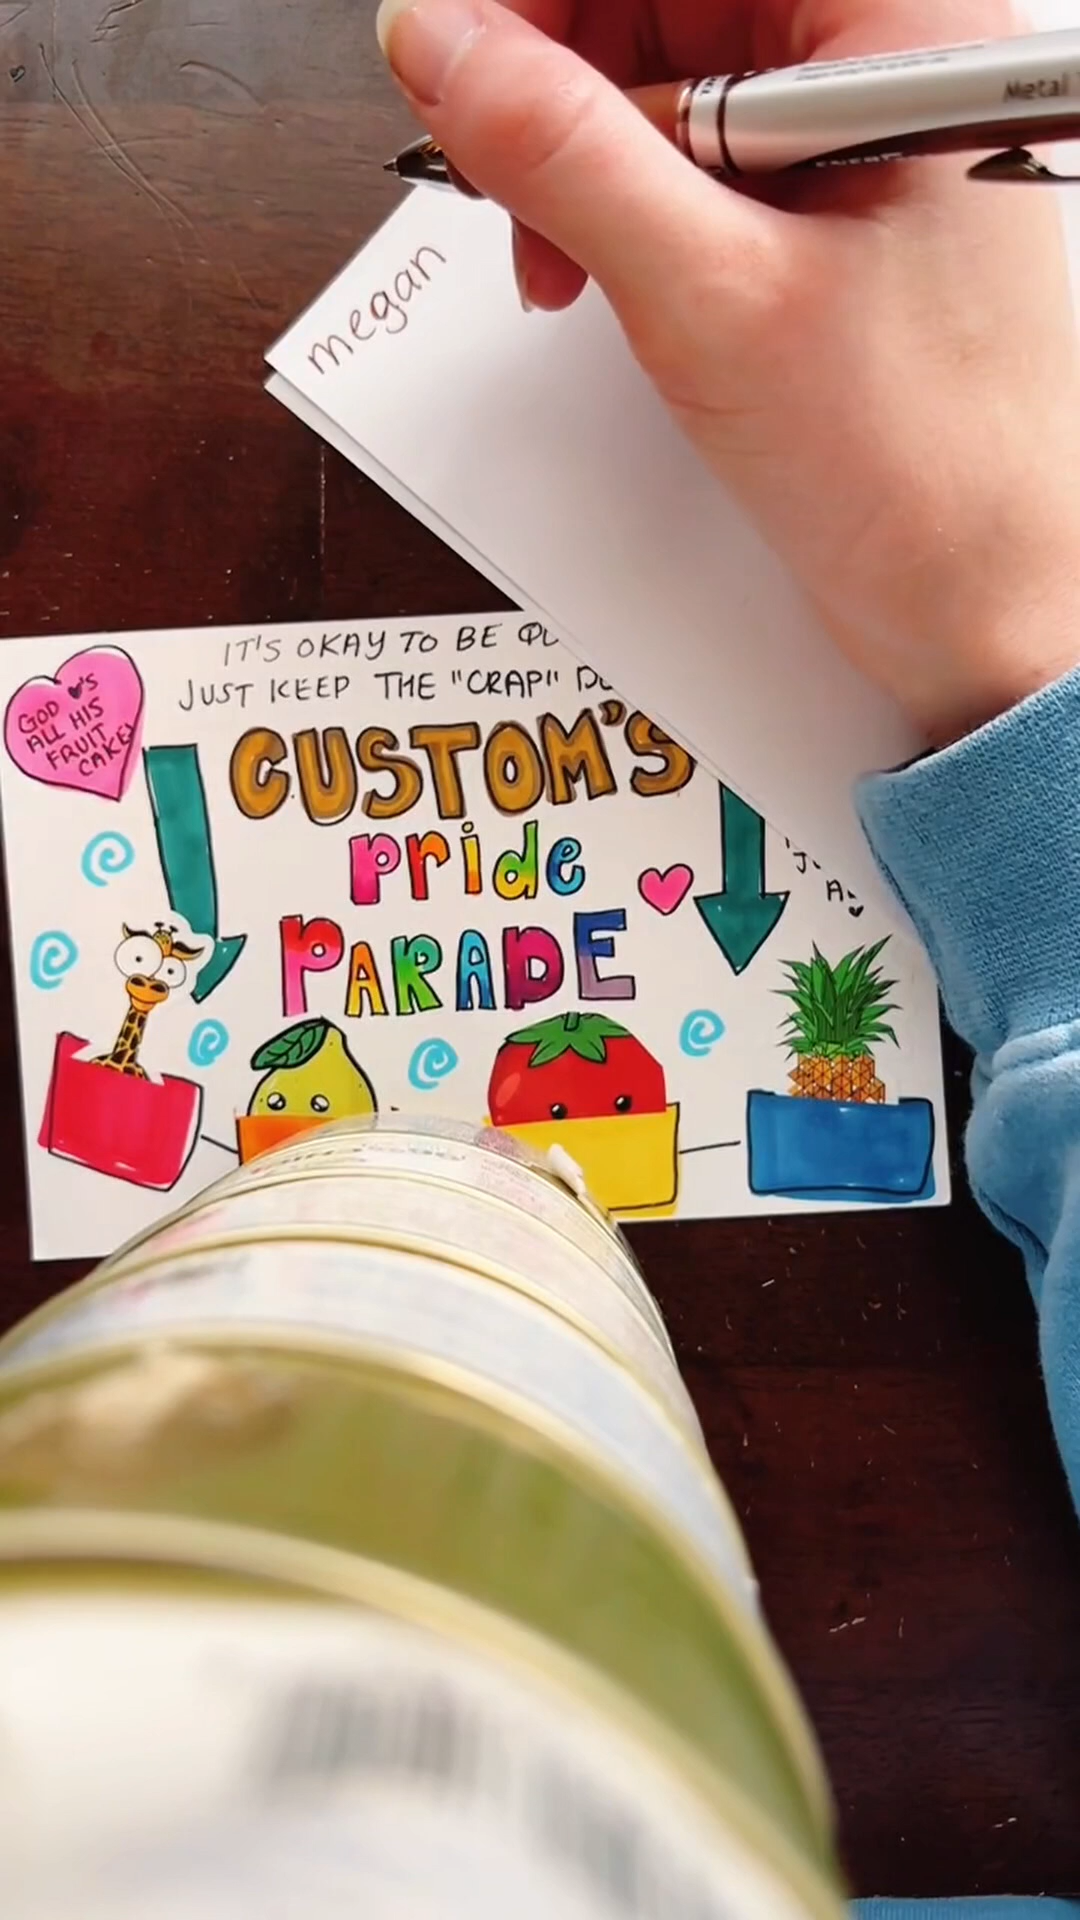 Metal
megan
IT'S OKAY TO BE
JUST KEEP THE "CRAP"
GOD ♥'S
ALL HIS
FRUIT
CAKES
CUSTOM'S
Pride
PARADE